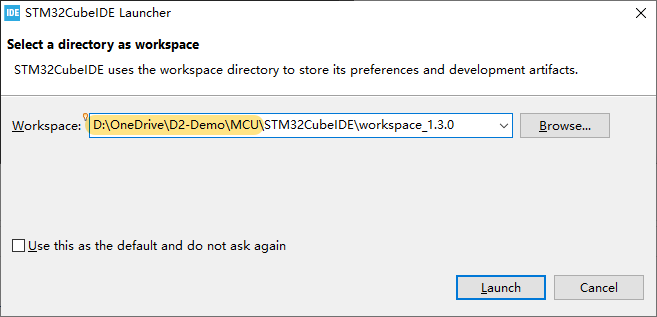 IDE STM32CubeIDE Launcher
Select a directory as workspace
STM32CubeIDE uses the workspace directory to store its preferences and development artifacts.
Workspace: D:\OneDrive\D2-Demo\MCU\STM32CubeIDE\workspace_1.3.0 Browse...
Use this as the default and do not ask again
Launch Cancel